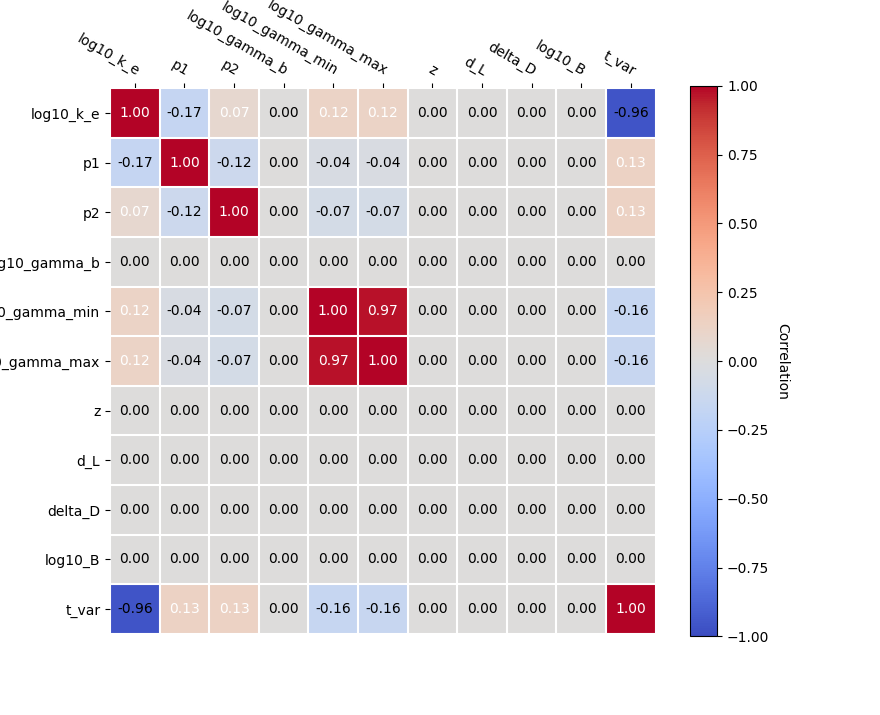 log10_k_e p1 p2 log10_gamma_b log10_gamma_min log10_gamma_max z d_L delta_D log10_B t_var
log10_k_e 1.00 -0.17 0.07 0.00 0.12 0.12 0.00 0.00 0.00 0.00 -0.96
p1 -0.17 1.00 -0.12 0.00 -0.04 -0.04 0.00 0.00 0.00 0.00 0.13
p2 0.07 -0.12 1.00 0.00 -0.07 -0.07 0.00 0.00 0.00 0.00 0.13
g10_gamma_b 0.00 0.00 0.00 0.00 0.00 0.00 0.00 0.00 0.00 0.00 0.00
0_gamma_min 0.12 -0.04 -0.07 0.00 1.00 0.97 0.00 0.00 0.00 0.00 -0.16
_gamma_max 0.12 -0.04 -0.07 0.00 0.97 1.00 0.00 0.00 0.00 0.00 -0.16
z 0.00 0.00 0.00 0.00 0.00 0.00 0.00 0.00 0.00 0.00 0.00
d_L 0.00 0.00 0.00 0.00 0.00 0.00 0.00 0.00 0.00 0.00 0.00
delta_D 0.00 0.00 0.00 0.00 0.00 0.00 0.00 0.00 0.00 0.00 0.00
log10_B 0.00 0.00 0.00 0.00 0.00 0.00 0.00 0.00 0.00 0.00 0.00
t_var -0.96 0.13 0.13 0.00 -0.16 -0.16 0.00 0.00 0.00 0.00 1.00
1.00
0.75
0.50
0.25
0.00
−0.25
−0.50
−0.75
−1.00
Correlation